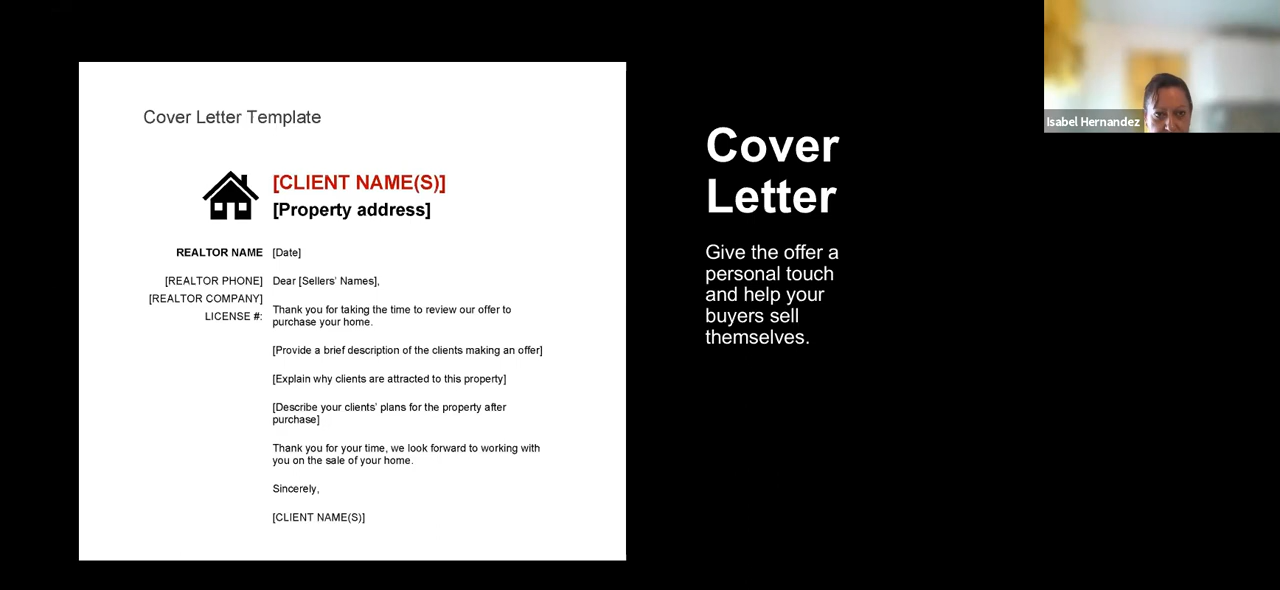 Cover Letter Template
[CLIENT NAME(S)]
[Property address]
REALTOR NAME
[REALTOR PHONE]
[REALTOR COMPANY]
LICENSE #:
[Date]
Dear [Sellers' Names],
Thank you for taking the time to review our offer to
purchase your home.
[Provide a brief description of the clients making an offer]
[Explain why clients are attracted to this property]
[Describe your clients' plans for the property after
purchase]
Thank you for your time, we look forward to working with
you on the sale of your home.
Sincerely,
[CLIENT NAME(S)]
Cover
Letter
Give the offer a
personal touch
and help your
buyers sell
themselves.
Isabel Hernandez